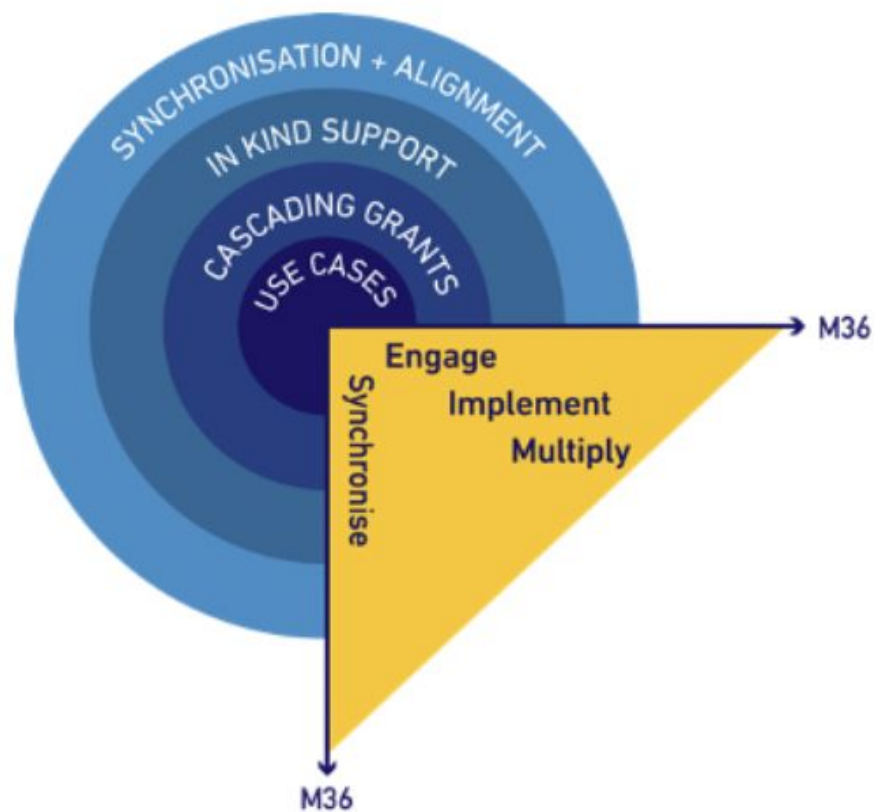 SYNCHRONISATION + ALIGNMENT
IN KIND SUPPORT
CASCADING GRANTS
USE CASES
M36
Engage
Implement
Multiply
Synchronise
M36